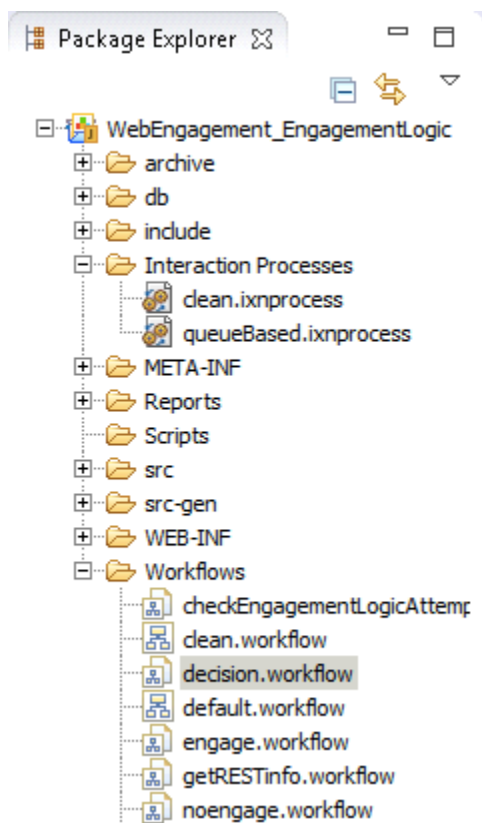 Package Explorer
WebEngagement_EngagementLogic
archive
db
include
Interaction Processes
clean.ixnprocess
queueBased.ixnprocess
META-INF
Reports
Scripts
src
src-gen
WEB-INF
Workflows
checkEngagementLogicAttemp
clean.workflow
decision.workflow
default.workflow
engage.workflow
getRESTinfo.workflow
noengage.workflow